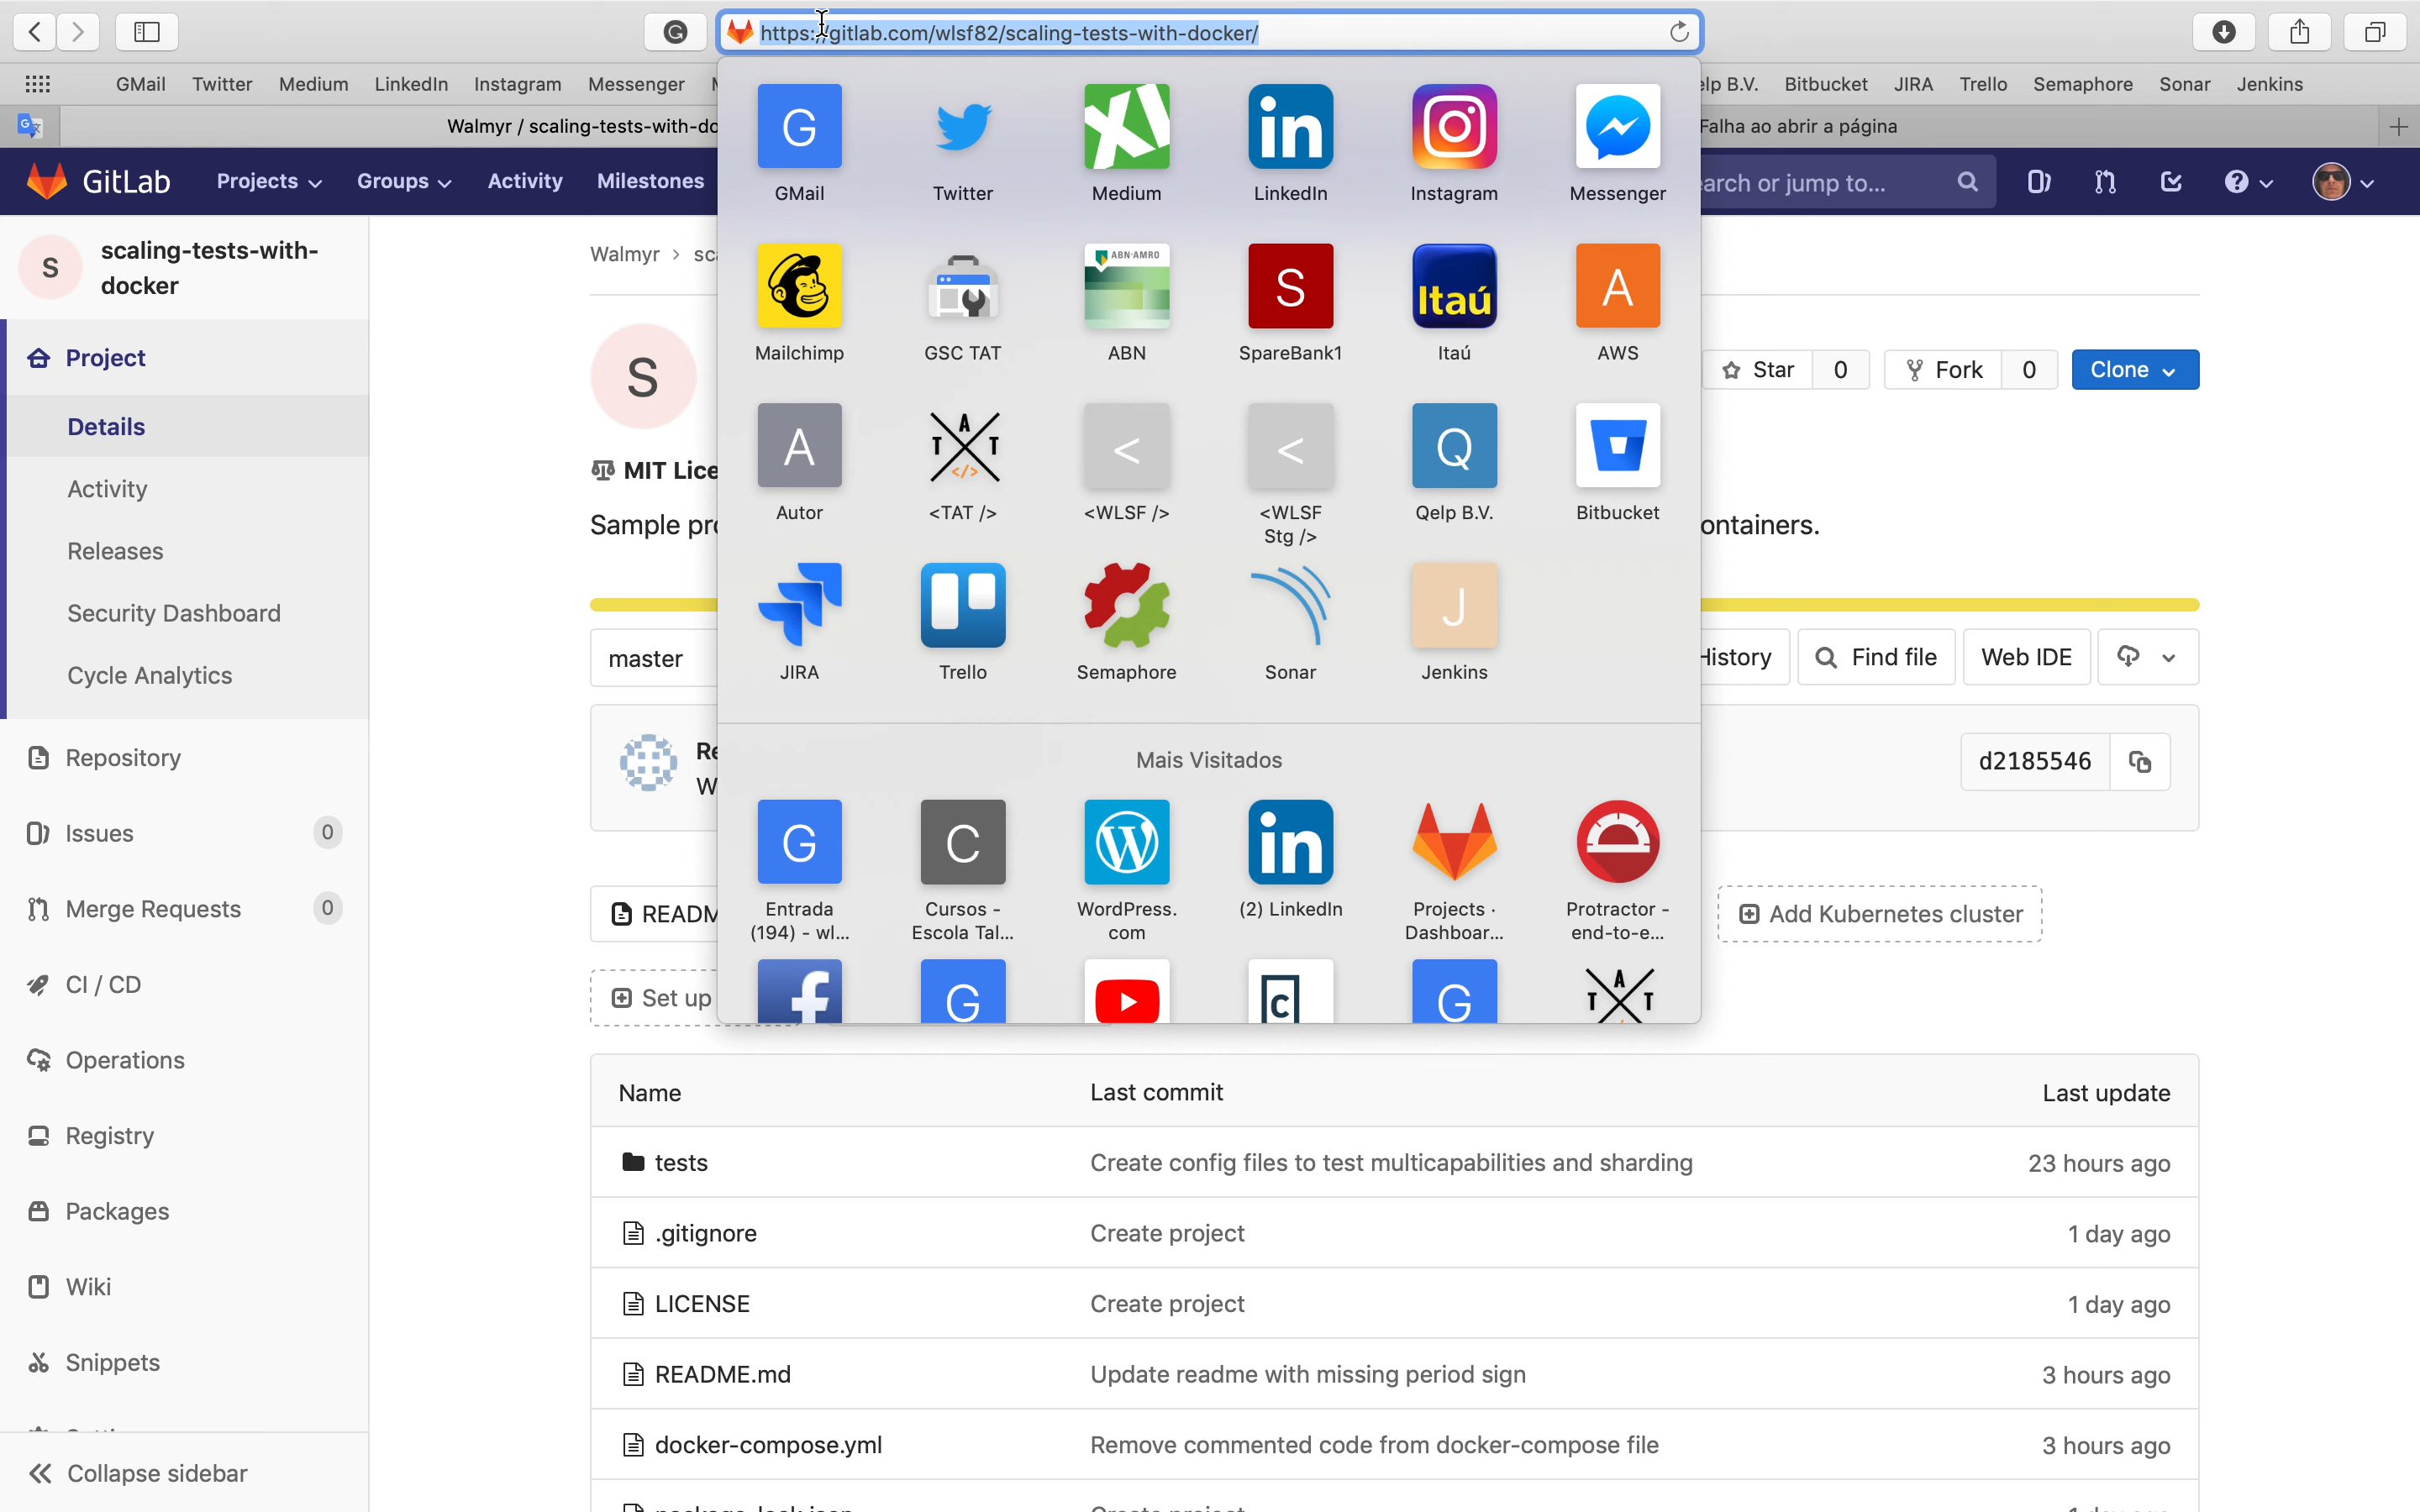 https://gitlab.com/wlsf82/scaling-tests-with-docker/
GMail Twitter Medium LinkedIn Instagram Messenger elp B.V. Bitbucket JIRA Trello Semaphore Sonar Jenkins
Walmyr / scaling-tests-with-do Falha ao abrir a página
GitLab Projects Groups Activity Milestones earch or jump to...
scaling-tests-with-
docker
S
Project
Details
Activity
Releases
Security Dashboard
Cycle Analytics
Repository
Issues 0
Merge Requests 0
CI / CD
Operations
Registry
Packages
Wiki
Snippets
Collapse sidebar
Walmyr > sc
S
Star 0 Fork 0 Clone
MIT Lice
Sample pro ontainers.
master History Find file Web IDE
Re
W
d2185546
READM Add Kubernetes cluster
Set up
G
GMail Twitter Medium LinkedIn Instagram Messenger
ABN·AMRO
S Itaú A
Mailchimp GSC TAT ABN SpareBank1 Itaú AWS
A T A T </> < < Q
Autor <TAT /> <WLSF /> <WLSF Stg /> Qelp B.V. Bitbucket
J
JIRA Trello Semaphore Sonar Jenkins
Mais Visitados
G C in
Entrada (194) - wl... Cursos - Escola Tal... WordPress.com (2) LinkedIn Projects · Dashboar... Protractor - end-to-e...
f G C G T A T
Name Last commit Last update
tests Create config files to test multicapabilities and sharding 23 hours ago
.gitignore Create project 1 day ago
LICENSE Create project 1 day ago
README.md Update readme with missing period sign 3 hours ago
docker-compose.yml Remove commented code from docker-compose file 3 hours ago